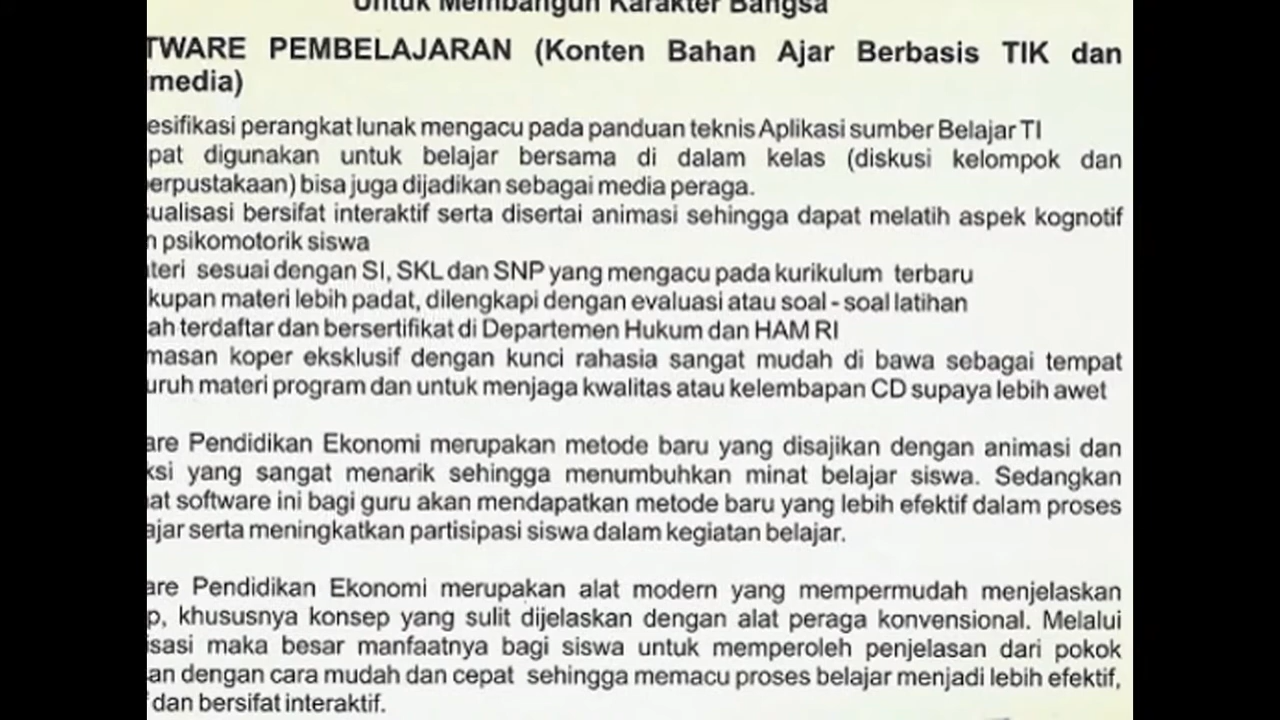 Untuk Membangun Karakter Bangsa
TWARE PEMBELAJARAN (Konten Bahan Ajar Berbasis TIK dan
media)
esifikasi perangkat lunak mengacu pada panduan teknis Aplikasi sumber Belajar TI
pat digunakan untuk belajar bersama di dalam kelas (diskusi kelompok dan
erpustakaan) bisa juga dijadikan sebagai media peraga.
sualisasi bersifat interaktif serta disertai animasi sehingga dapat melatih aspek kognotif
n psikomotorik siswa
ateri sesuai dengan SI, SKL dan SNP yang mengacu pada kurikulum terbaru
kupan materi lebih padat, dilengkapi dengan evaluasi atau soal - soal latihan
ah terdaftar dan bersertifikat di Departemen Hukum dan HAM RI
masan koper eksklusif dengan kunci rahasia sangat mudah di bawa sebagai tempat
uruh materi program dan untuk menjaga kwalitas atau kelembapan CD supaya lebih awet
are Pendidikan Ekonomi merupakan metode baru yang disajikan dengan animasi dan
ksi yang sangat menarik sehingga menumbuhkan minat belajar siswa. Sedangkan
at software ini bagi guru akan mendapatkan metode baru yang lebih efektif dalam proses
ajar serta meningkatkan partisipasi siswa dalam kegiatan belajar.
are Pendidikan Ekonomi merupakan alat modern yang mempermudah menjelaskan
p, khususnya konsep yang sulit dijelaskan dengan alat peraga konvensional. Melalui
isasi maka besar manfaatnya bagi siswa untuk memperoleh penjelasan dari pokok
an dengan cara mudah dan cepat sehingga memacu proses belajar menjadi lebih efektif,
dan bersifat interaktif.